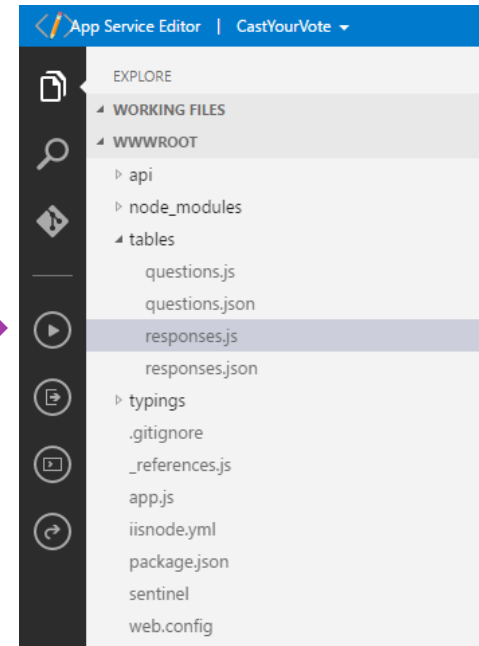 App Service Editor | CastYourVote
EXPLORE
WORKING FILES
WWWROOT
api
node_modules
tables
questions.js
questions.json
responses.js
responses.json
typings
.gitignore
_references.js
app.js
iisnode.yml
package.json
sentinel
web.config